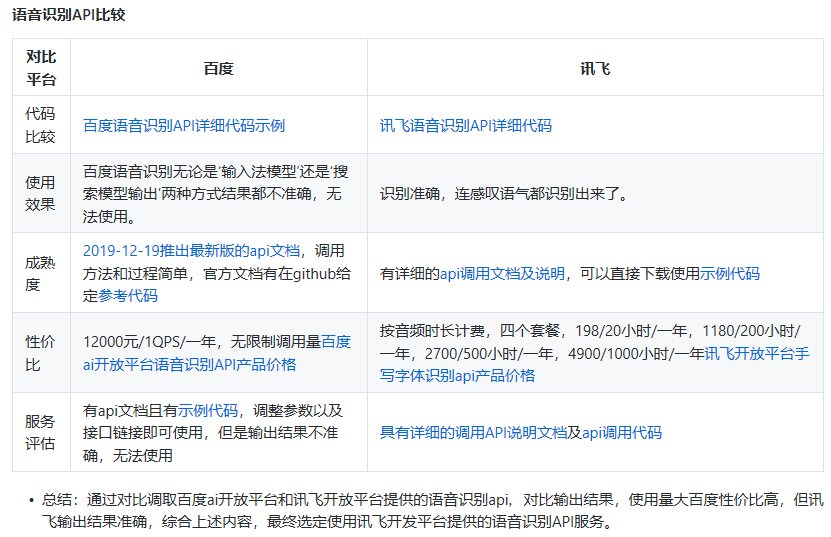 语音识别API比较
对比
平台
百度
讯飞
代码
比较
百度语音识别API详细代码示例
讯飞语音识别API详细代码
使用
效果
百度语音识别无论是'输入法模型'还是'搜
索模型输出'两种方式结果都不准确，无
法使用。
识别准确，连感叹语气都识别出来了。
成熟
度
2019-12-19推出最新版的api文档，调用
方法和过程简单，官方文档有在github给
定参考代码
有详细的api调用文档及说明，可以直接下载使用示例代码
性价
比
12000元/1QPS/一年，无限制调用量百度
ai开放平台语音识别API产品价格
按音频时长计费，四个套餐，198/20小时/一年，1180/200小时/
一年，2700/500小时/一年，4900/1000小时/一年讯飞开放平台手
写字体识别api产品价格
服务
评估
有api文档且有示例代码，调整参数以及
接口链接即可使用，但是输出结果不准
确，无法使用
具有详细的调用API说明文档及api调用代码
• 总结：通过对比调取百度ai开放平台和讯飞开放平台提供的语音识别api，对比输出结果，使用量大百度性价比高，但讯
飞输出结果准确，综合上述内容，最终选定使用讯飞开发平台提供的语音识别API服务。